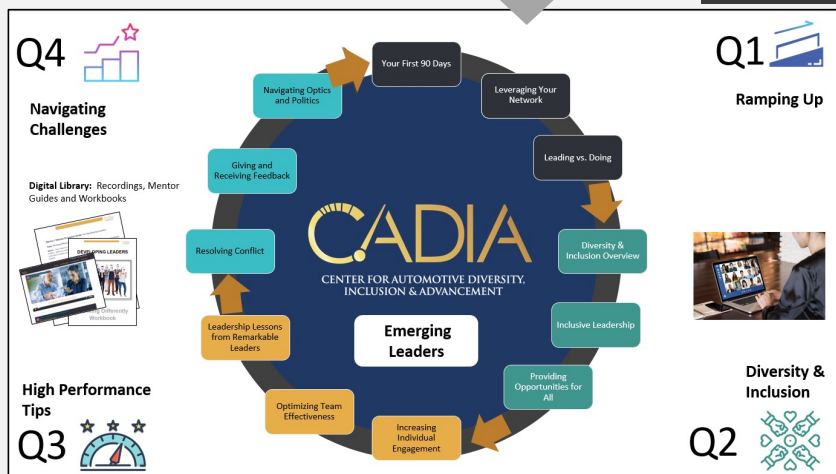 Q4
Navigating
Challenges
Digital Library: Recordings, Mentor
Guides and Workbooks
DEVELOPING LEADERS
Differently
Workbook
High Performance
Tips
Q3
Your First 90 Days
Leveraging Your
Network
Leading vs. Doing
Diversity &
Inclusion Overview
Inclusive Leadership
Providing
Opportunities for
All
Increasing
Individual
Engagement
Optimizing Team
Effectiveness
Leadership Lessons
from Remarkable
Leaders
Resolving Conflict
Giving and
Receiving Feedback
Navigating Optics
and Politics
CADIA
CENTER FOR AUTOMOTIVE DIVERSITY,
INCLUSION & ADVANCEMENT
Emerging
Leaders
Q1
Ramping Up
Diversity &
Inclusion
Q2